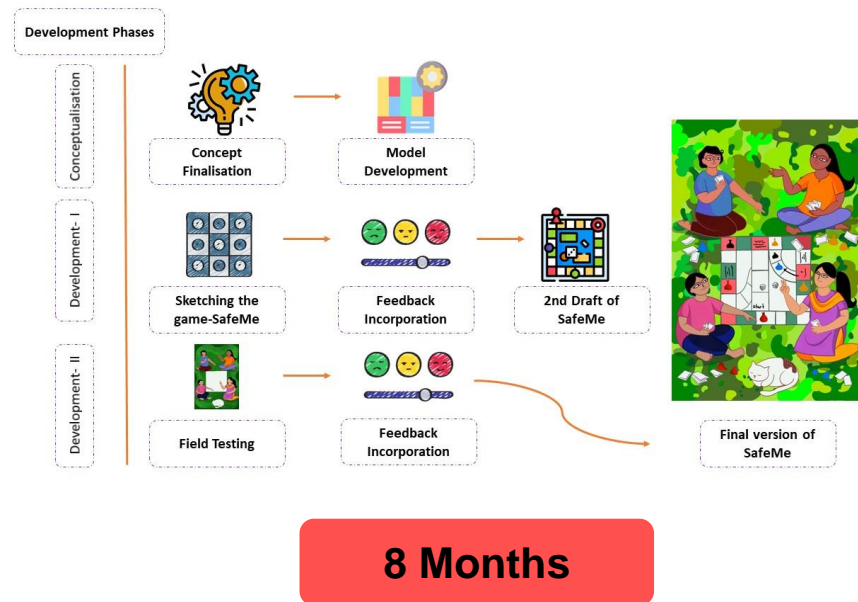 Development Phases
Conceptualisation
Concept
Finalisation
Model
Development
Development- I
Sketching the
game-SafeMe
Feedback
Incorporation
2nd Draft of
SafeMe
Development- II
Field Testing
Feedback
Incorporation
Final version of
SafeMe
8 Months